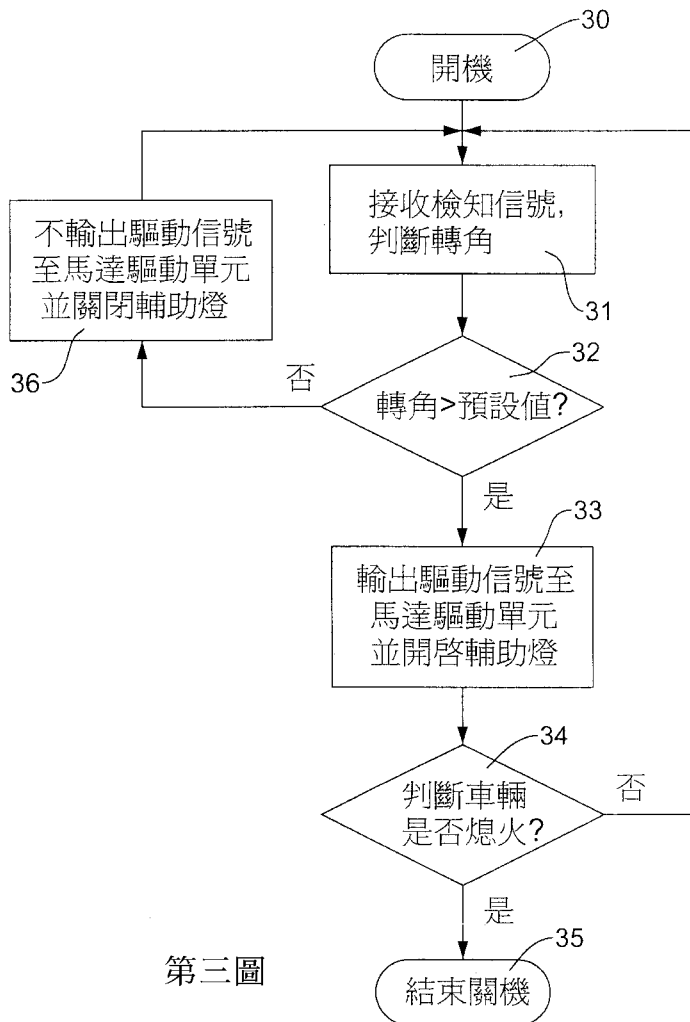 30
開機
接收檢知信號,
判斷轉角
31
不輸出驅動信號
至馬達驅動單元
並關閉輔助燈
36
否
32
轉角>預設値?
是
33
輸出驅動信號至
馬達驅動單元
並開啓輔助燈
34
判斷車輛
是否熄火?
否
是
35
結束關機
第三圖